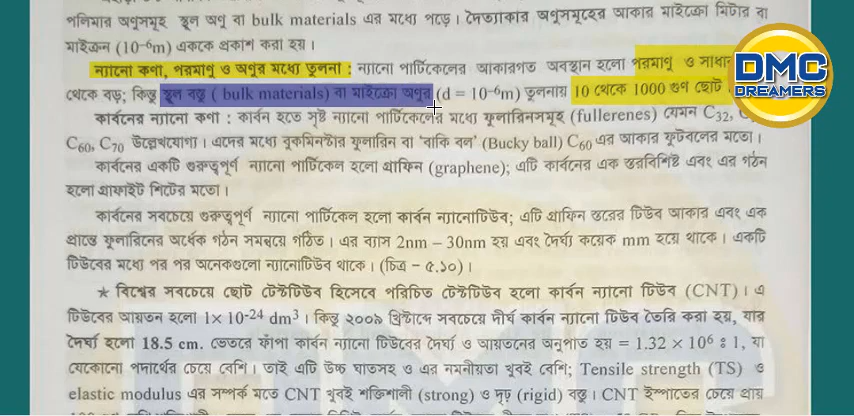 পলিমার অণুসমূহ স্থূল অণু বা bulk materials এর মধ্যে পড়ে। দৈত্যাকার অণুসমূহের আকার মাইক্রো মিটার বা
মাইক্রন (10⁻⁶m) এককে প্রকাশ করা হয়।
ন্যানো কণা, পরমাণু ও অণুর মধ্যে তুলনা : ন্যানো পার্টিকেলের আকারগত অবস্থান হলো পরমাণু ও সাধা
থেকে বড়; কিন্তু স্থূল বস্তু ( bulk materials) বা মাইক্রো অণুর (d = 10⁻⁶m) তুলনায় 10 থেকে 1000 গুণ ছোট
কার্বনের ন্যানো কণা : কার্বন হতে সৃষ্ট ন্যানো পার্টিকেলের মধ্যে ফুলারিনসমূহ (fullerenes) যেমন C₃₂,
C₆₀, C₇₀ উল্লেখযোগ্য। এদের মধ্যে বুকমিনস্টার ফুলারিন বা 'বাকি বল' (Bucky ball) C₆₀ এর আকার ফুটবলের মতো।
কার্বনের একটি গুরুত্বপূর্ণ ন্যানো পার্টিকেল হলো গ্রাফিন (graphene); এটি কার্বনের এক স্তরবিশিষ্ট এবং এর গঠন
হলো গ্রাফাইট শিটের মতো।
কার্বনের সবচেয়ে গুরুত্বপূর্ণ ন্যানো পার্টিকেল হলো কার্বন ন্যানোটিউব; এটি গ্রাফিন স্তরের টিউব আকার এবং এক
প্রান্তে ফুলারিনের অর্ধেক গঠন সমন্বয়ে গঠিত। এর ব্যাস 2nm – 30nm হয় এবং দৈর্ঘ্য কয়েক mm হয়ে থাকে। একটি
টিউবের মধ্যে পর পর অনেকগুলো ন্যানোটিউব থাকে। (চিত্র – ৫.১০)।
★ বিশ্বের সবচেয়ে ছোট টেস্টটিউব হিসেবে পরিচিত টেস্টটিউব হলো কার্বন ন্যানো টিউব (CNT)। এ
টিউবের আয়তন হলো 1× 10⁻²⁴ dm³। কিন্তু ২০০৯ খ্রিষ্টাব্দে সবচেয়ে দীর্ঘ কার্বন ন্যানো টিউব তৈরি করা হয়, যার
দৈর্ঘ্য হলো 18.5 cm. ভেতরে ফাঁপা কার্বন ন্যানো টিউবের দৈর্ঘ্য ও আয়তনের অনুপাত হয় = 1.32 × 10⁶ : 1, যা
যেকোনো পদার্থের চেয়ে বেশি। তাই এটি উচ্চ ঘাতসহ ও এর নমনীয়তা খুবই বেশি; Tensile strength (TS) ও
elastic modulus এর সম্পর্ক মতে CNT খুবই শক্তিশালী (strong) ও দৃঢ় (rigid) বস্তু। CNT ইস্পাতের চেয়ে প্রায়
DMC
DREAMERS